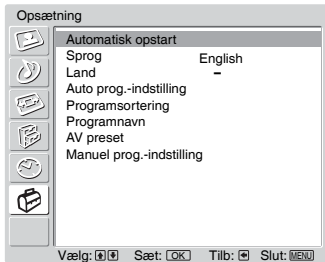 Opsætning
Automatisk opstart
Sprog English
Land –
Auto prog.-indstilling
Programsortering
Programnavn
AV preset
Manuel prog.-indstilling
Vælg: Sæt: OK Tilb: Slut: MENU